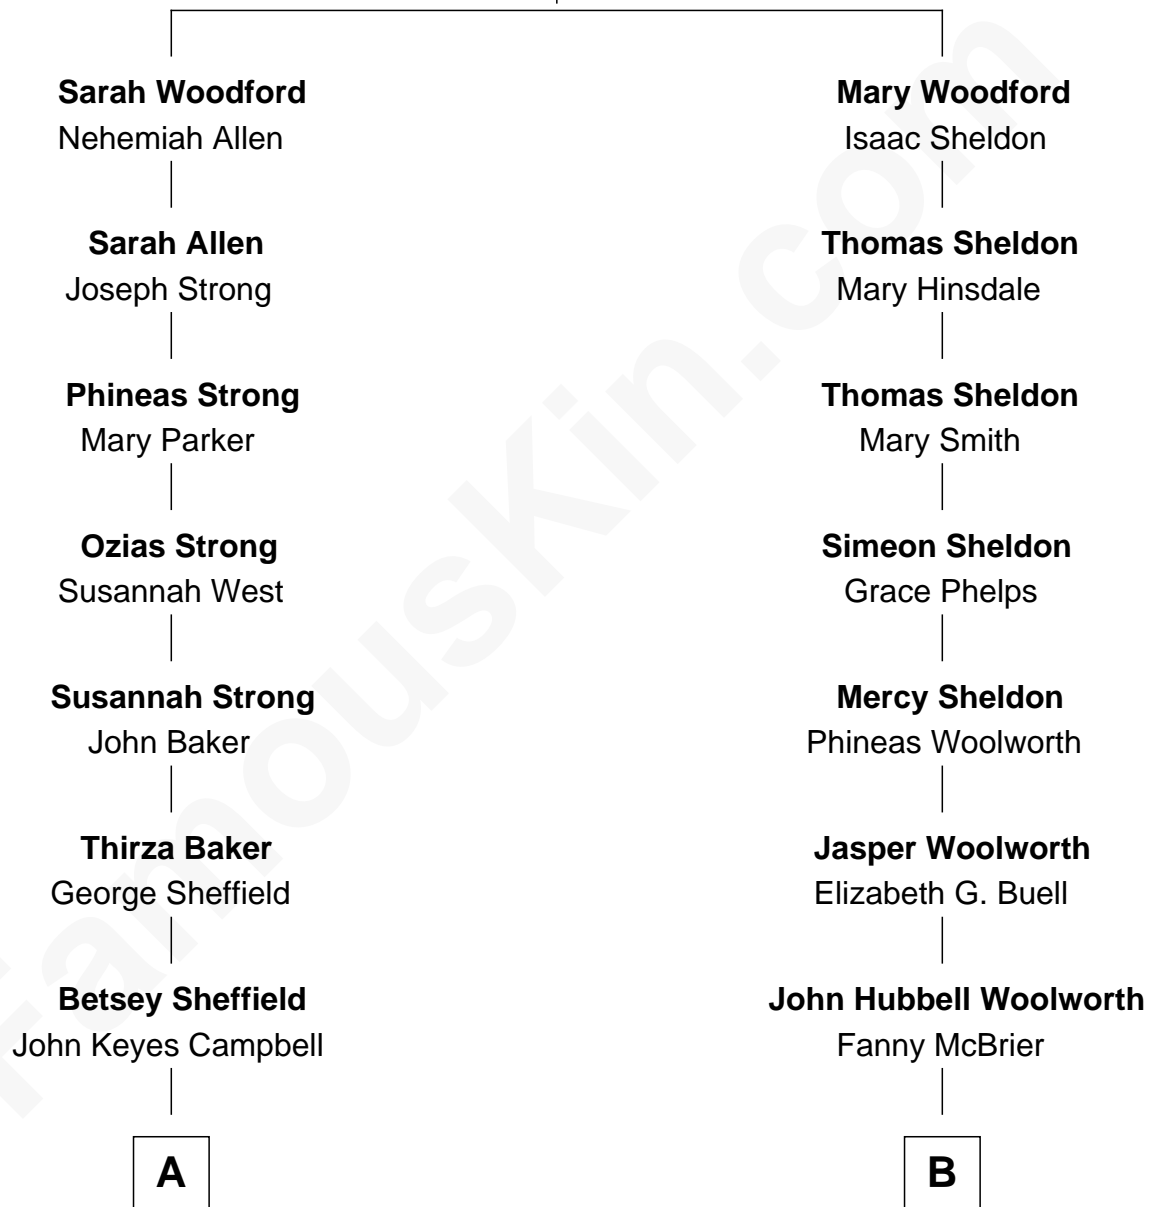 Sarah Woodford
Nehemiah Allen
Sarah Allen
Joseph Strong
Phineas Strong
Mary Parker
Ozias Strong
Susannah West
Susannah Strong
John Baker
Thirza Baker
George Sheffield
Betsey Sheffield
John Keyes Campbell
A
Mary Woodford
Isaac Sheldon
Thomas Sheldon
Mary Hinsdale
Thomas Sheldon
Mary Smith
Simeon Sheldon
Grace Phelps
Mercy Sheldon
Phineas Woolworth
Jasper Woolworth
Elizabeth G. Buell
John Hubbell Woolworth
Fanny McBrier
B
FamousKin.com